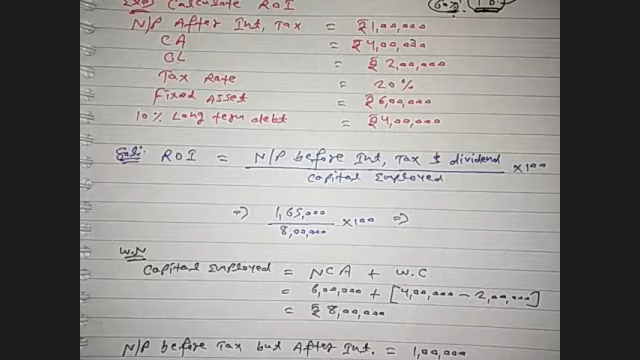 Calculate ROI
N/P After Int, Tax = ₹1,00,000
CA = ₹4,00,000
CL = ₹2,00,000
Tax Rate = 20%
Fixed Asset = ₹6,00,000
10% Long term debt = ₹4,00,000
Sol: ROI = N/P before Int, Tax & dividend / Capital Employed ×100
⇒ 1,65,000 / 8,00,000 ×100 ⇒
W.N
Capital Employed = NCA + W.C
= 6,00,000 + [4,00,000 − 2,00,000]
= ₹ 8,00,000
N/P before Tax but After Int. = 1,00,000